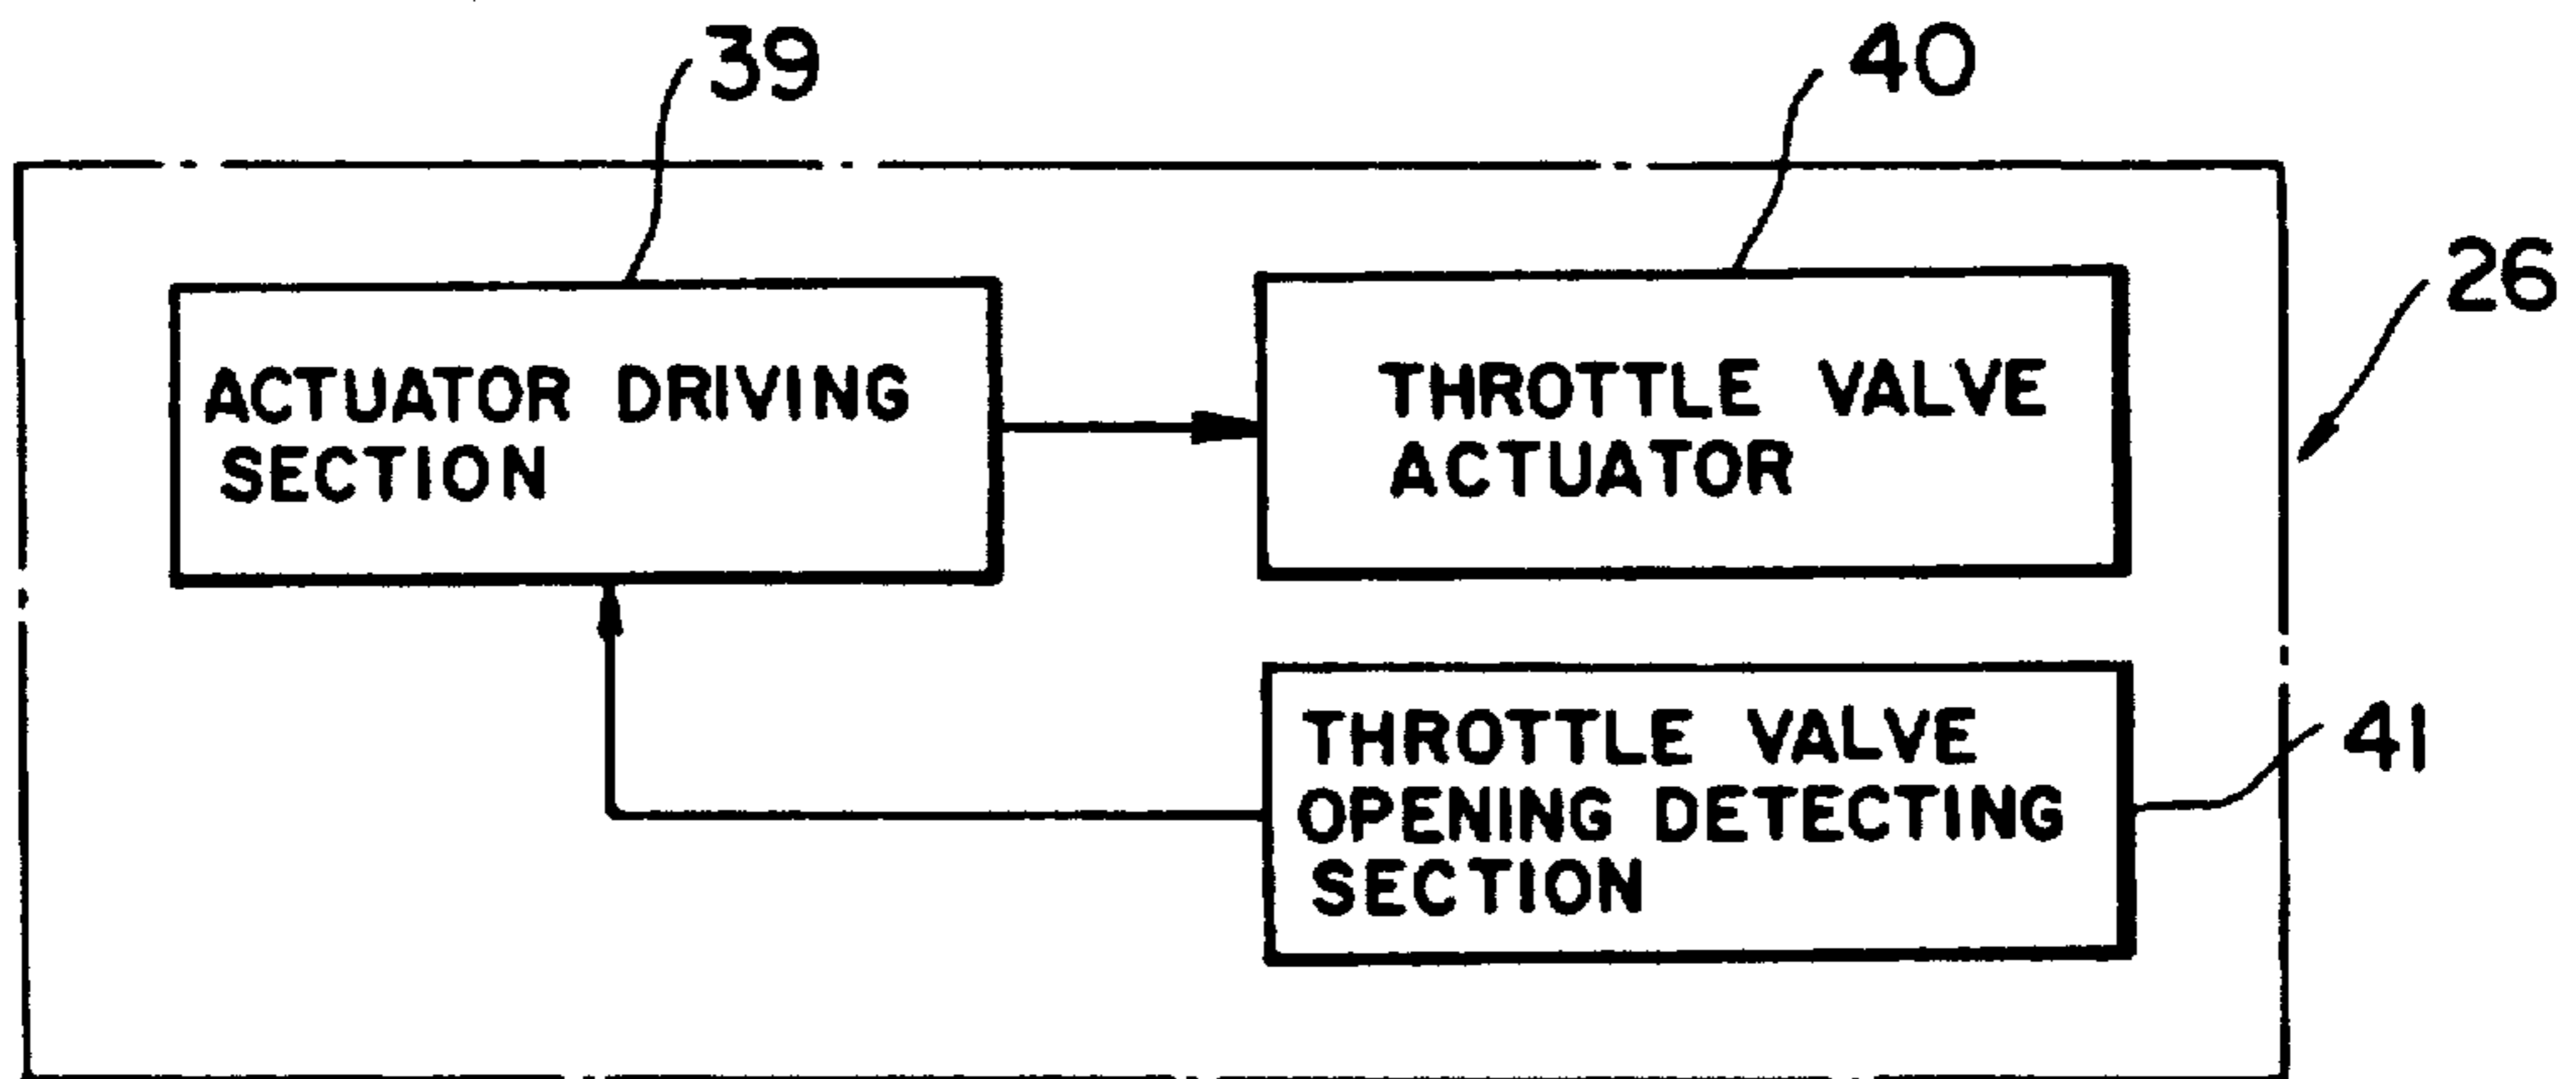 39
40
26
ACTUATOR DRIVING
SECTION
THROTTLE VALVE
ACTUATOR
THROTTLE VALVE
OPENING DETECTING
SECTION
41